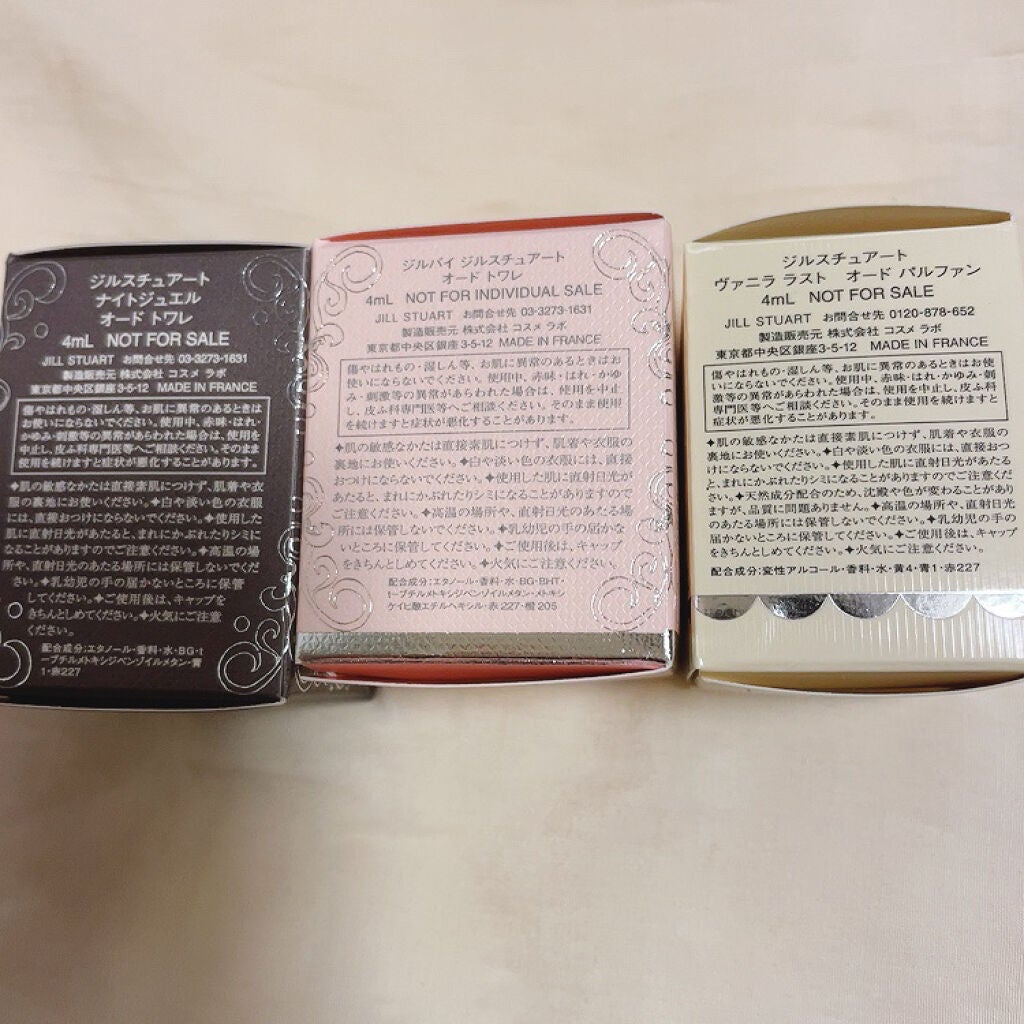 ジルスチュアート
ナイトジュエル
オード トワレ
4mL NOT FOR SALE
JILL STUART お問合せ先 03-3273-1631
製造販売元 株式会社 コスメ ラボ
東京都中央区銀座3-5-12 MADE IN FRANCE
傷やはれもの・湿しん等、お肌に異常のあるときは
お使いにならないでください。使用中、赤味・はれ・
かゆみ・刺激等の異常があらわれた場合は、使用を
中止し、皮ふ科専門医等へご相談ください。そのまま
使用を続けますと症状が悪化することがあります。
✦肌の敏感なかたは直接素肌につけず、肌着や衣服
の裏地にお使いください。✦白や淡い色の衣服
には、直接おつけにならないでください。✦使用した
肌に直射日光があたると、まれにかぶれたりシミに
なることがありますのでご注意ください。✦高温の場
所や、直射日光のあたる場所には保管しないでくださ
い。✦乳幼児の手の届かないところに保管
してください。✦ご使用後は、キャップを
きちんとしめてください。✦火気にご注意
ください。
配合成分:エタノール・香料・水・BG・t
-ブチルメトキシジベンゾイルメタン・青
1・赤227
ジルバイ ジルスチュアート
オード トワレ
4mL NOT FOR INDIVIDUAL SALE
JILL STUART お問合せ先 03-3273-1631
製造販売元 株式会社 コスメ ラボ
東京都中央区銀座3-5-12 MADE IN FRANCE
傷やはれもの・湿しん等、お肌に異常のあるときはお
使いにならないでください。使用中、赤味・はれ・かゆ
み・刺激等の異常があらわれた場合は、使用を中止
し、皮ふ科専門医等へご相談ください。そのまま使用
を続けますと症状が悪化することがあります。
✦肌の敏感なかたは直接素肌につけず、肌着や衣服の
裏地にお使いください。✦白や淡い色の衣服には、直接
おつけにならないでください。✦使用した肌に直射日光が
あたると、まれにかぶれたりシミになることがありますので
ご注意ください。✦高温の場所や、直射日光のあたる場
所には保管しないでください。✦乳幼児の手の届かな
いところに保管してください。✦ご使用後は、キャップ
をきちんとしめてください。✦火気にご注意ください。
配合成分:エタノール・香料・水・BG・BHT・
t-ブチルメトキシジベンゾイルメタン・メトキシ
ケイヒ酸エチルヘキシル・赤 227・橙 205
ジルスチュアート
ヴァニラ ラスト オード パルファン
4mL NOT FOR SALE
JILL STUART お問合せ先 0120-878-652
製造販売元 株式会社 コスメ ラボ
東京都中央区銀座3-5-12 MADE IN FRANCE
傷やはれもの・湿しん等、お肌に異常のあるときはお使
いにならないでください。使用中、赤味・はれ・かゆみ・刺
激等の異常があらわれた場合は、使用を中止し、皮ふ科
専門医等へご相談ください。そのまま使用を続けますと
症状が悪化することがあります。
✦肌の敏感なかたは直接素肌につけず、肌着や衣服の
裏地にお使いください。✦白や淡い色の衣服には、直接お
つけにならないでください。✦使用した肌に直射日光があたる
と、まれにかぶれたりシミになることがありますのでご注意くだ
さい。✦天然成分配合のため、沈殿や色が変わることがあり
ますが、品質に問題ありません。✦高温の場所や、直射日光
のあたる場所には保管しないでください。✦乳幼児の手の
届かないところに保管してください。✦ご使用後は、キャップ
をきちんとしめてください。✦火気にご注意ください。
配合成分:変性アルコール・香料・水・黄4・青1・赤227